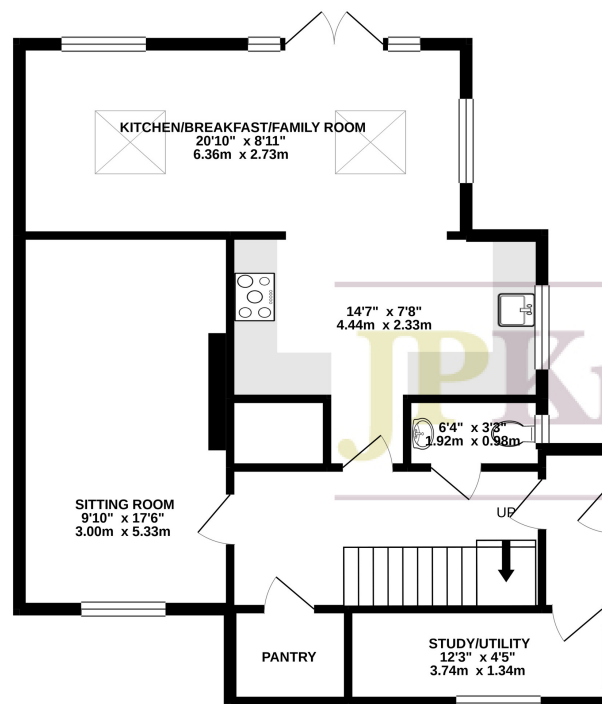 KITCHEN/BREAKFAST/FAMILY ROOM
20'10" x 8'11"
6.36m x 2.73m
14'7" x 7'8"
4.44m x 2.33m
JPK
6'4" x 3'3"
1.92m x 0.98m
SITTING ROOM
9'10" x 17'6"
3.00m x 5.33m
UP
PANTRY
STUDY/UTILITY
12'3" x 4'5"
3.74m x 1.34m